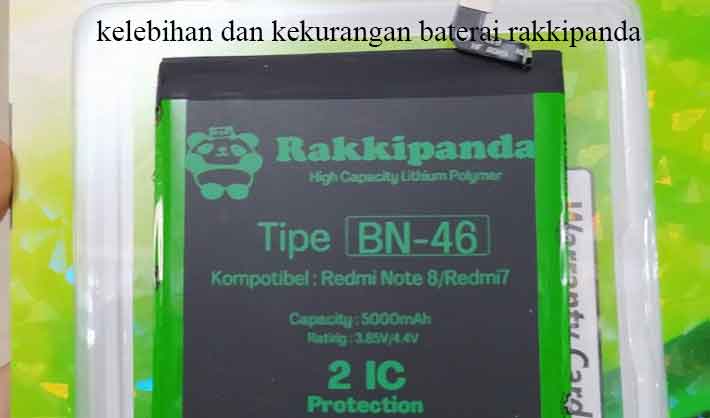 kelebihan dan kekurangan baterai rakkipanda
Rakkipanda
High Capacity Lithium Polymer
Tipe BN-46
Kompotibel : Redmi Note 8/Redmi7
Capacity : 5000mAh
Rating : 3.85V/4.4V
2 IC
Protection
Warranty Card